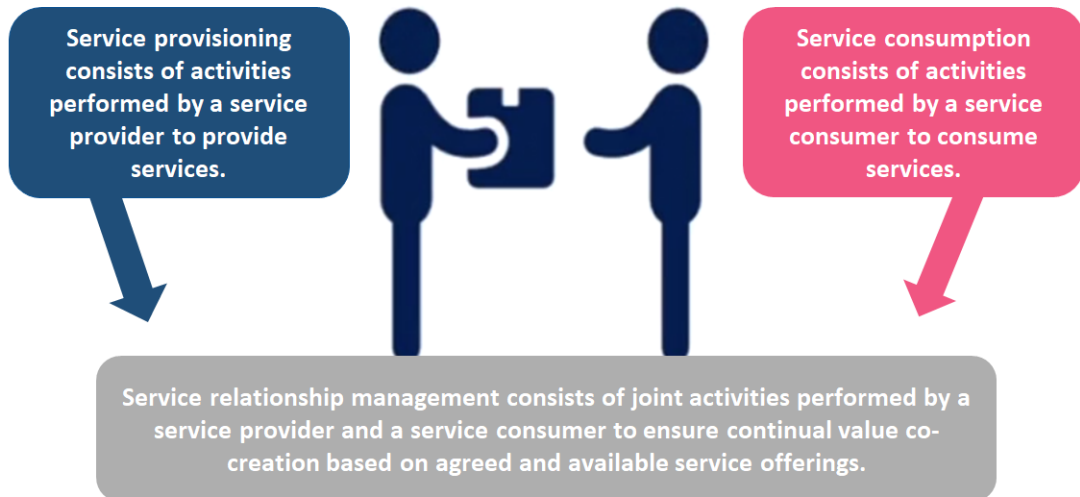 Service provisioning
consists of activities
performed by a service
provider to provide
services.
Service consumption
consists of activities
performed by a service
consumer to consume
services.
Service relationship management consists of joint activities performed by a
service provider and a service consumer to ensure continual value co-
creation based on agreed and available service offerings.